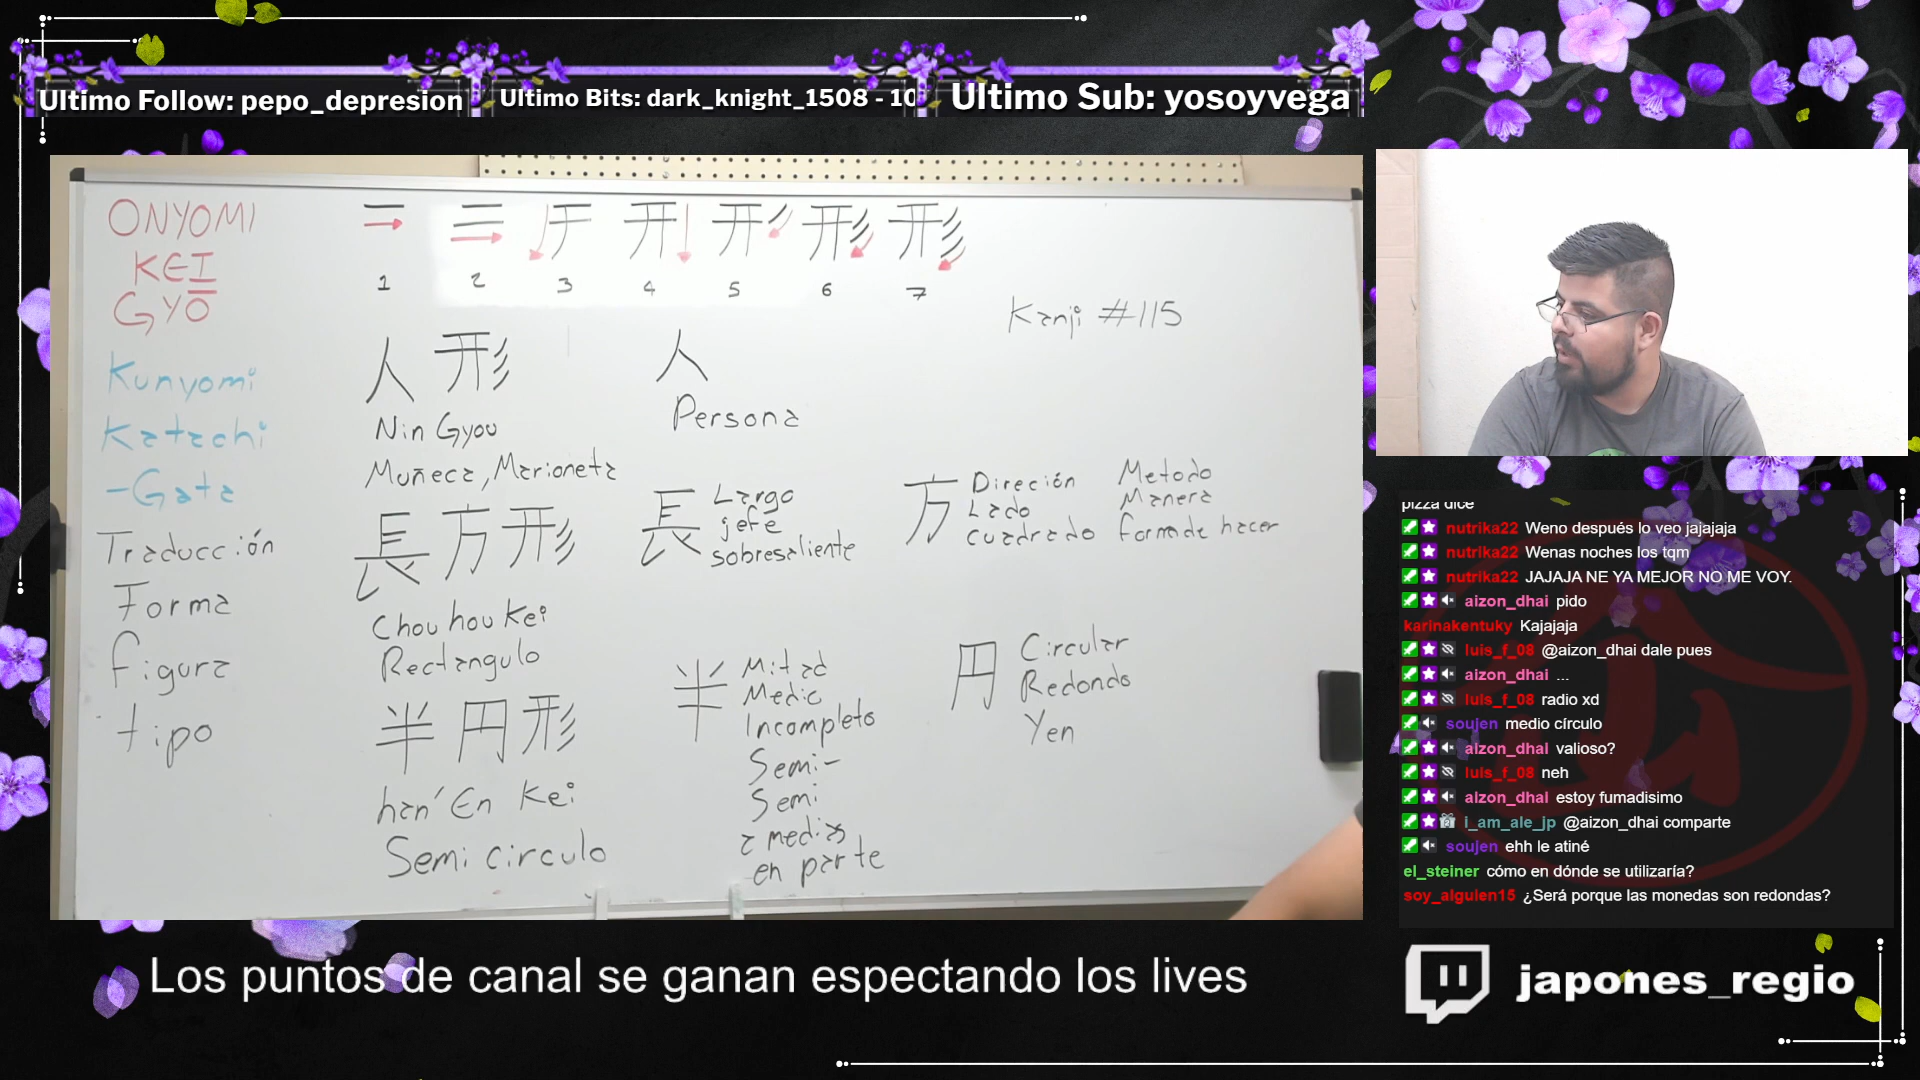 Ultimo Follow: pepo_depresion
Ultimo Bits: dark_knight_1508 - 10
Ultimo Sub: yosoyvega
ONYOMI
KEI
GYŌ
Kunyomi
Katachi
-Gata
Traducción
Forma
figura
tipo
1 2 3 4 5 6 7
Kanji #115
人形
Nin Gyou
Muñeca, Marioneta
人
Persona
長方形
Chou hou Kei
Rectangulo
長
Largo
jefe
sobresaliente
方
Direción
Lado
cuadrado
Metodo
Manera
forma de hacer
半円形
han' En Kei
Semi circulo
半
Mitad
Medio
Incompleto
Semi-
Semi
a medias
en parte
円
Circular
Redondo
Yen
pizza dice
nutrika22 Weno después lo veo jajajaja
nutrika22 Wenas noches los tqm
nutrika22 JAJAJA NE YA MEJOR NO ME VOY.
aizon_dhai pido
karinakentuky Kajajaja
luis_f_08 @aizon_dhai dale pues
aizon_dhai ...
luis_f_08 radio xd
soujen medio círculo
aizon_dhai valioso?
luis_f_08 neh
aizon_dhai estoy fumadisimo
i_am_ale_jp @aizon_dhai comparte
soujen ehh le atiné
el_steiner cómo en dónde se utilizaría?
soy_alguien15 ¿Será porque las monedas son redondas?
Los puntos de canal se ganan espectando los lives
japones_regio